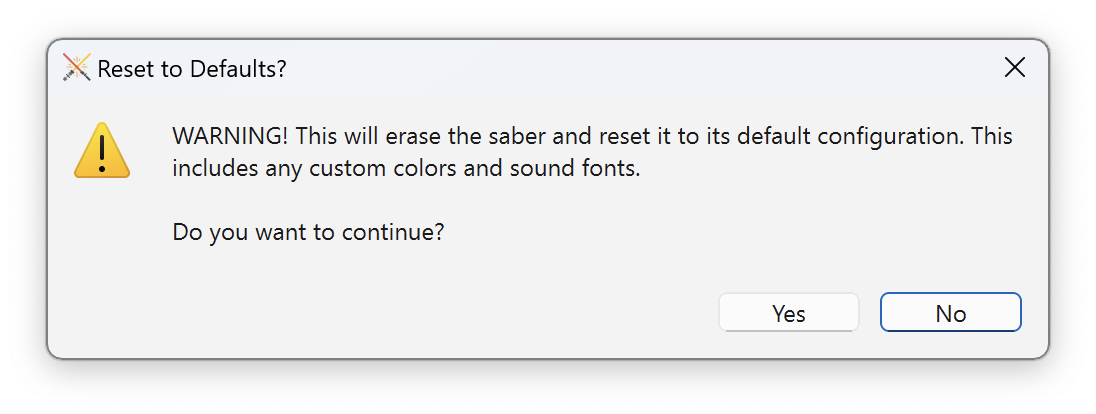 Reset to Defaults?
WARNING! This will erase the saber and reset it to its default configuration. This
includes any custom colors and sound fonts.
Do you want to continue?
Yes No